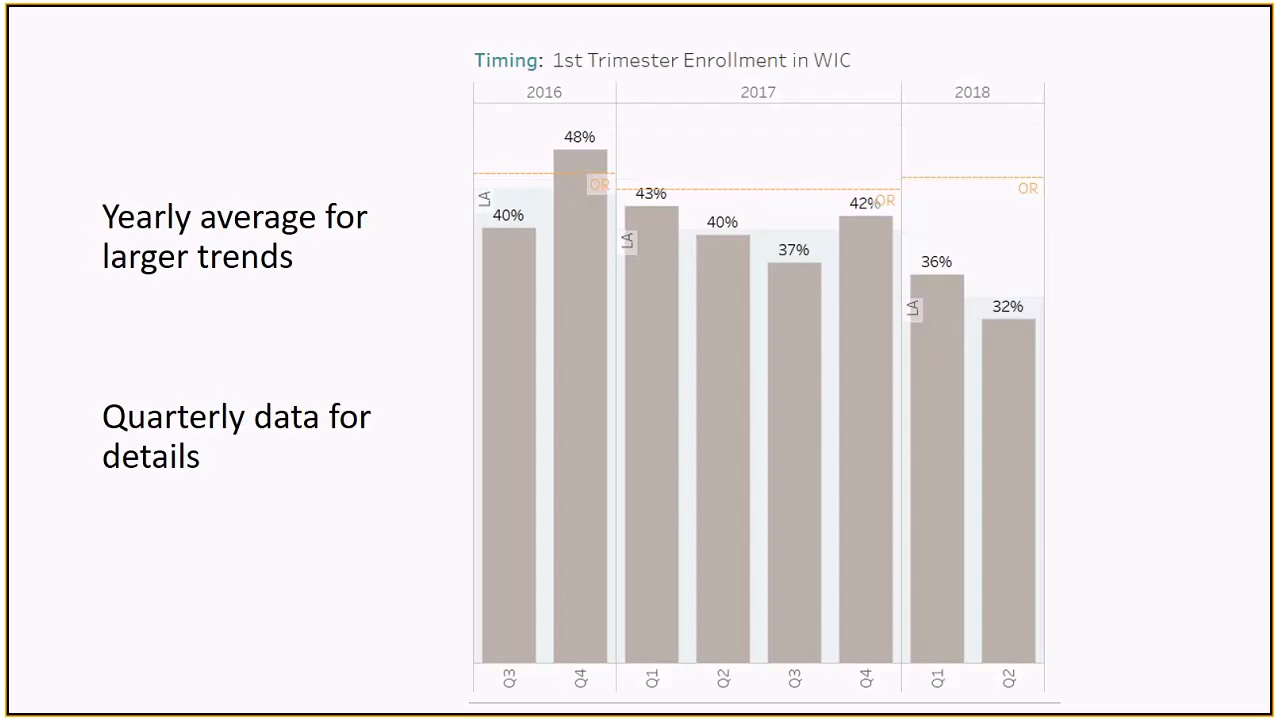 Timing: 1st Trimester Enrollment in WIC
2016 2017 2018
48%
OR
LA
43%
42%
OR
OR
40%
40%
LA
37%
36%
LA
32%
Yearly average for
larger trends
Quarterly data for
details
Q3 Q4 Q1 Q2 Q3 Q4 Q1 Q2